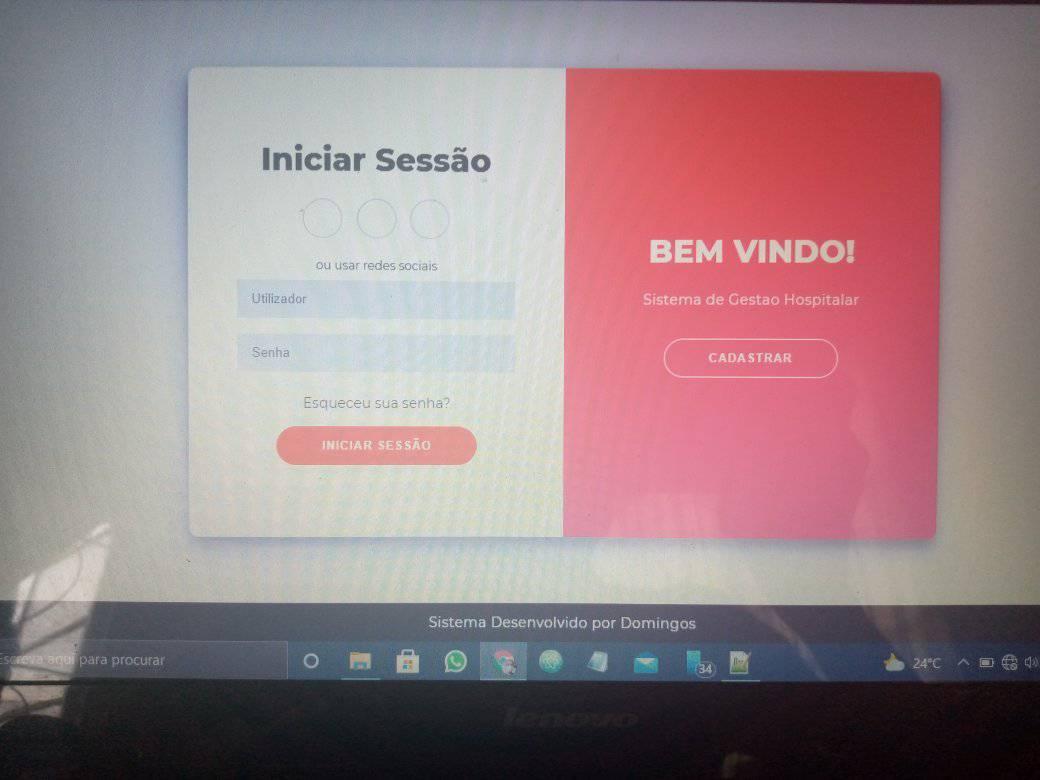 Iniciar Sessão
ou usar redes sociais
Utilizador
Senha
Esqueceu sua senha?
INICIAR SESSÃO
BEM VINDO!
Sistema de Gestao Hospitalar
CADASTRAR
Sistema Desenvolvido por Domingos
Escreva aqui para procurar
34
24°C
lenovo